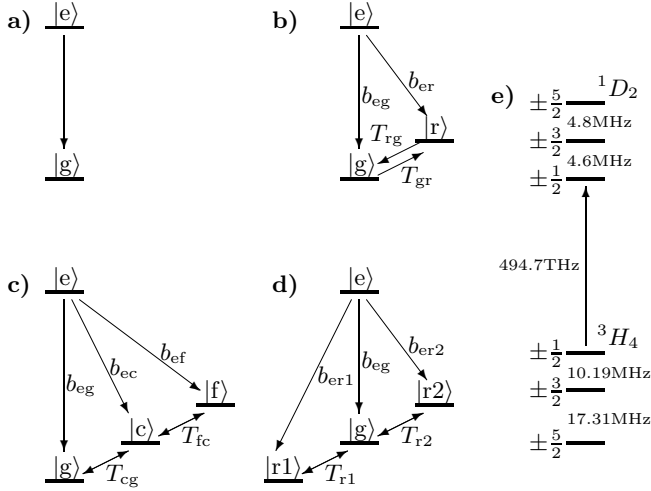 a)
|e⟩
|g⟩
b)
|e⟩
b_eg
b_er
|r⟩
T_rg
|g⟩
T_gr
c)
|e⟩
b_eg
b_ec
b_ef
|f⟩
|c⟩
T_fc
|g⟩
T_cg
d)
|e⟩
b_er1
b_eg
b_er2
|r2⟩
|g⟩
T_r2
|r1⟩
T_r1
e)
¹D₂
±5/2
4.8MHz
±3/2
4.6MHz
±1/2
494.7THz
³H₄
±1/2
10.19MHz
±3/2
17.31MHz
±5/2